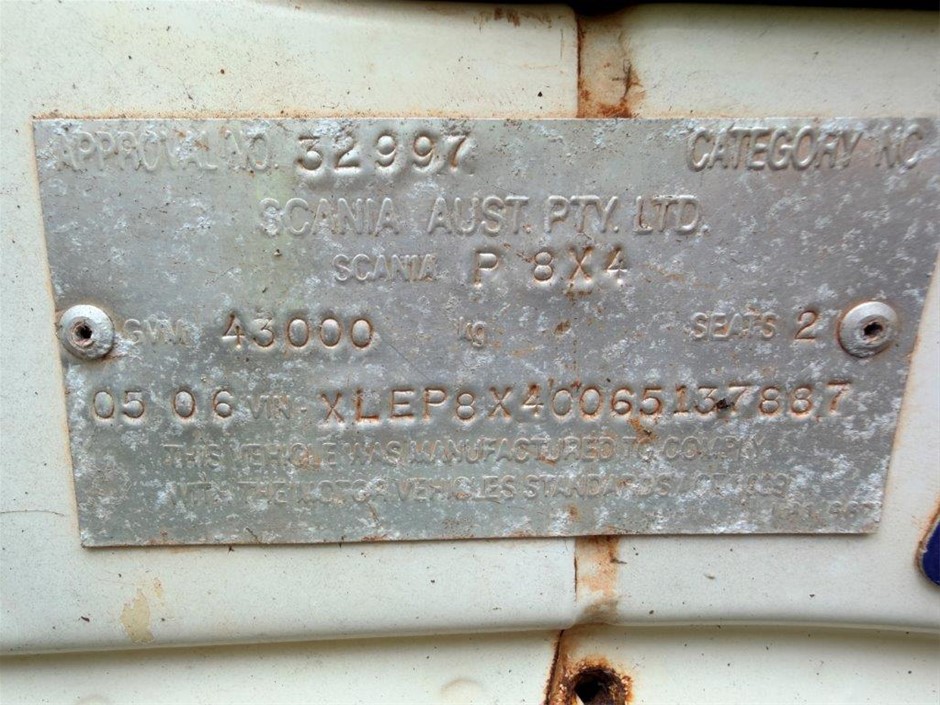 APPROVAL NO. 32997 CATEGORY NC
SCANIA AUST. PTY. LTD.
SCANIA P 8X4
GVM 43000 kg SEATS 2
05 06 VIN XLEP8X40065137887
THIS VEHICLE WAS MANUFACTURED TO COMPLY
WITH THE MOTOR VEHICLES STANDARDS ACT 1989